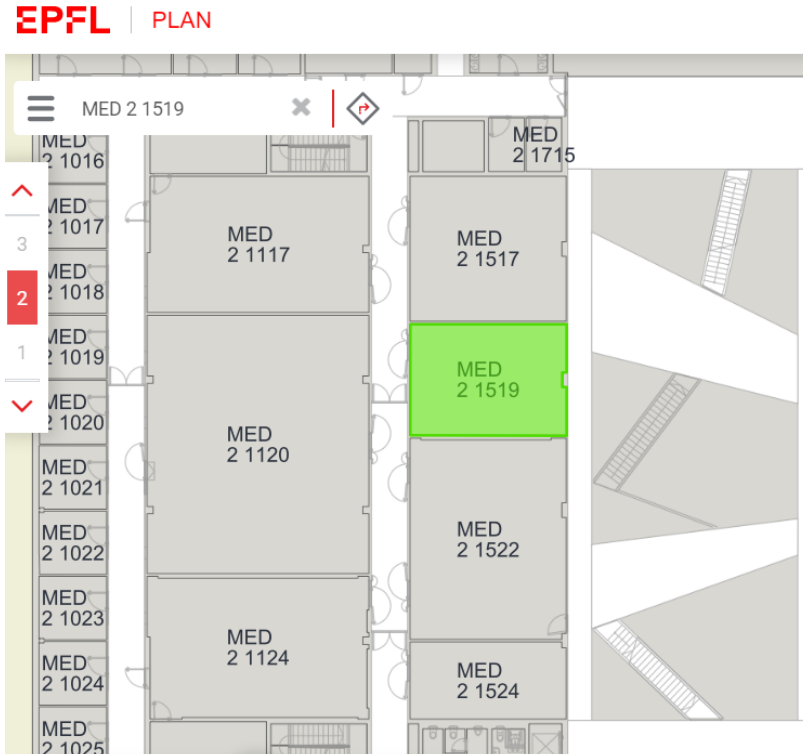 EPFL PLAN
MED 2 1519
MED
2 1016
MED
2 1017
MED
2 1018
MED
2 1019
MED
2 1020
MED
2 1021
MED
2 1022
MED
2 1023
MED
2 1024
MED
2 1025
3
2
1
MED
2 1117
MED
2 1120
MED
2 1124
MED
2 1715
MED
2 1517
MED
2 1519
MED
2 1522
MED
2 1524